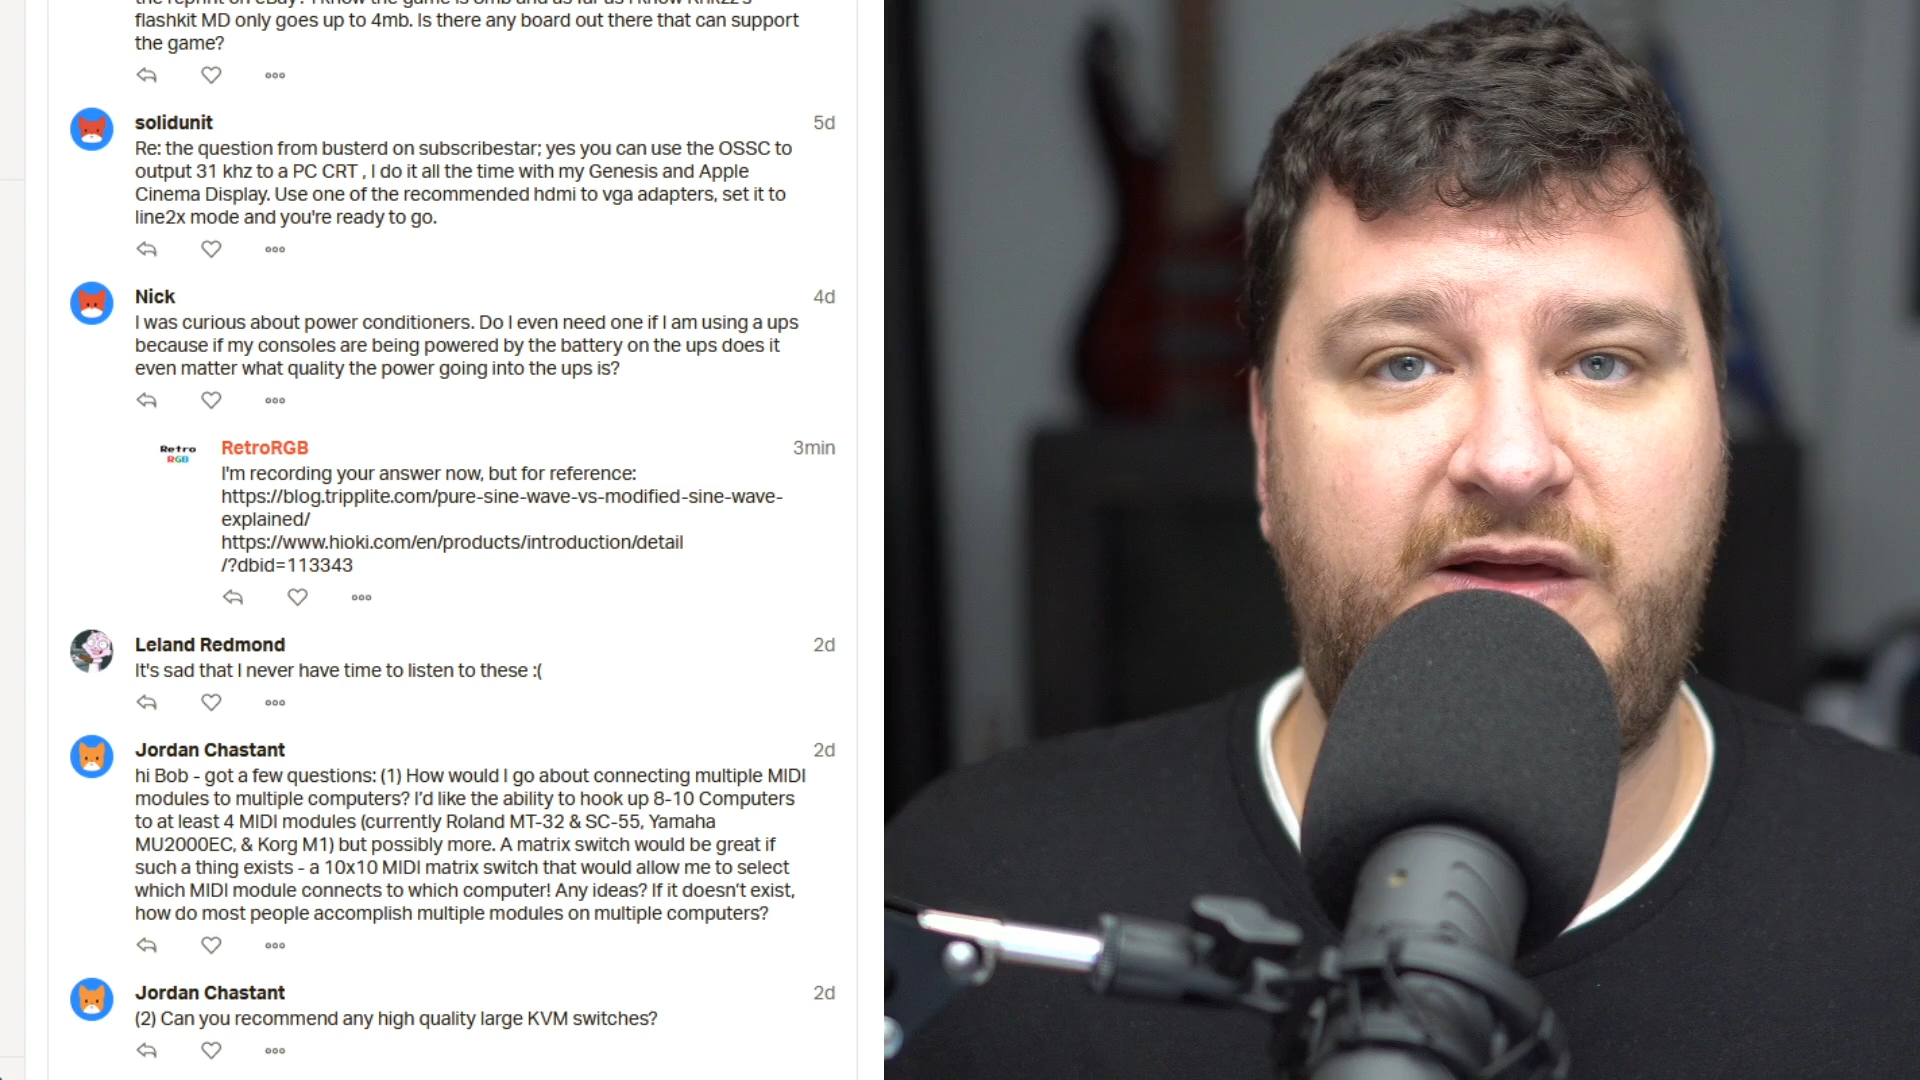 flashkit MD only goes up to 4mb. Is there any board out there that can support
the game?
solidunit 5d
Re: the question from busterd on subscribestar; yes you can use the OSSC to
output 31 khz to a PC CRT , I do it all the time with my Genesis and Apple
Cinema Display. Use one of the recommended hdmi to vga adapters, set it to
line2x mode and you're ready to go.
Nick 4d
I was curious about power conditioners. Do I even need one if I am using a ups
because if my consoles are being powered by the battery on the ups does it
even matter what quality the power going into the ups is?
Retro
RGB
RetroRGB 3min
I'm recording your answer now, but for reference:
https://blog.tripplite.com/pure-sine-wave-vs-modified-sine-wave-
explained/
https://www.hioki.com/en/products/introduction/detail
/?dbid=113343
Leland Redmond 2d
It's sad that I never have time to listen to these :(
Jordan Chastant 2d
hi Bob - got a few questions: (1) How would I go about connecting multiple MIDI
modules to multiple computers? I'd like the ability to hook up 8-10 Computers
to at least 4 MIDI modules (currently Roland MT-32 & SC-55, Yamaha
MU2000EC, & Korg M1) but possibly more. A matrix switch would be great if
such a thing exists - a 10x10 MIDI matrix switch that would allow me to select
which MIDI module connects to which computer! Any ideas? If it doesn't exist,
how do most people accomplish multiple modules on multiple computers?
Jordan Chastant 2d
(2) Can you recommend any high quality large KVM switches?